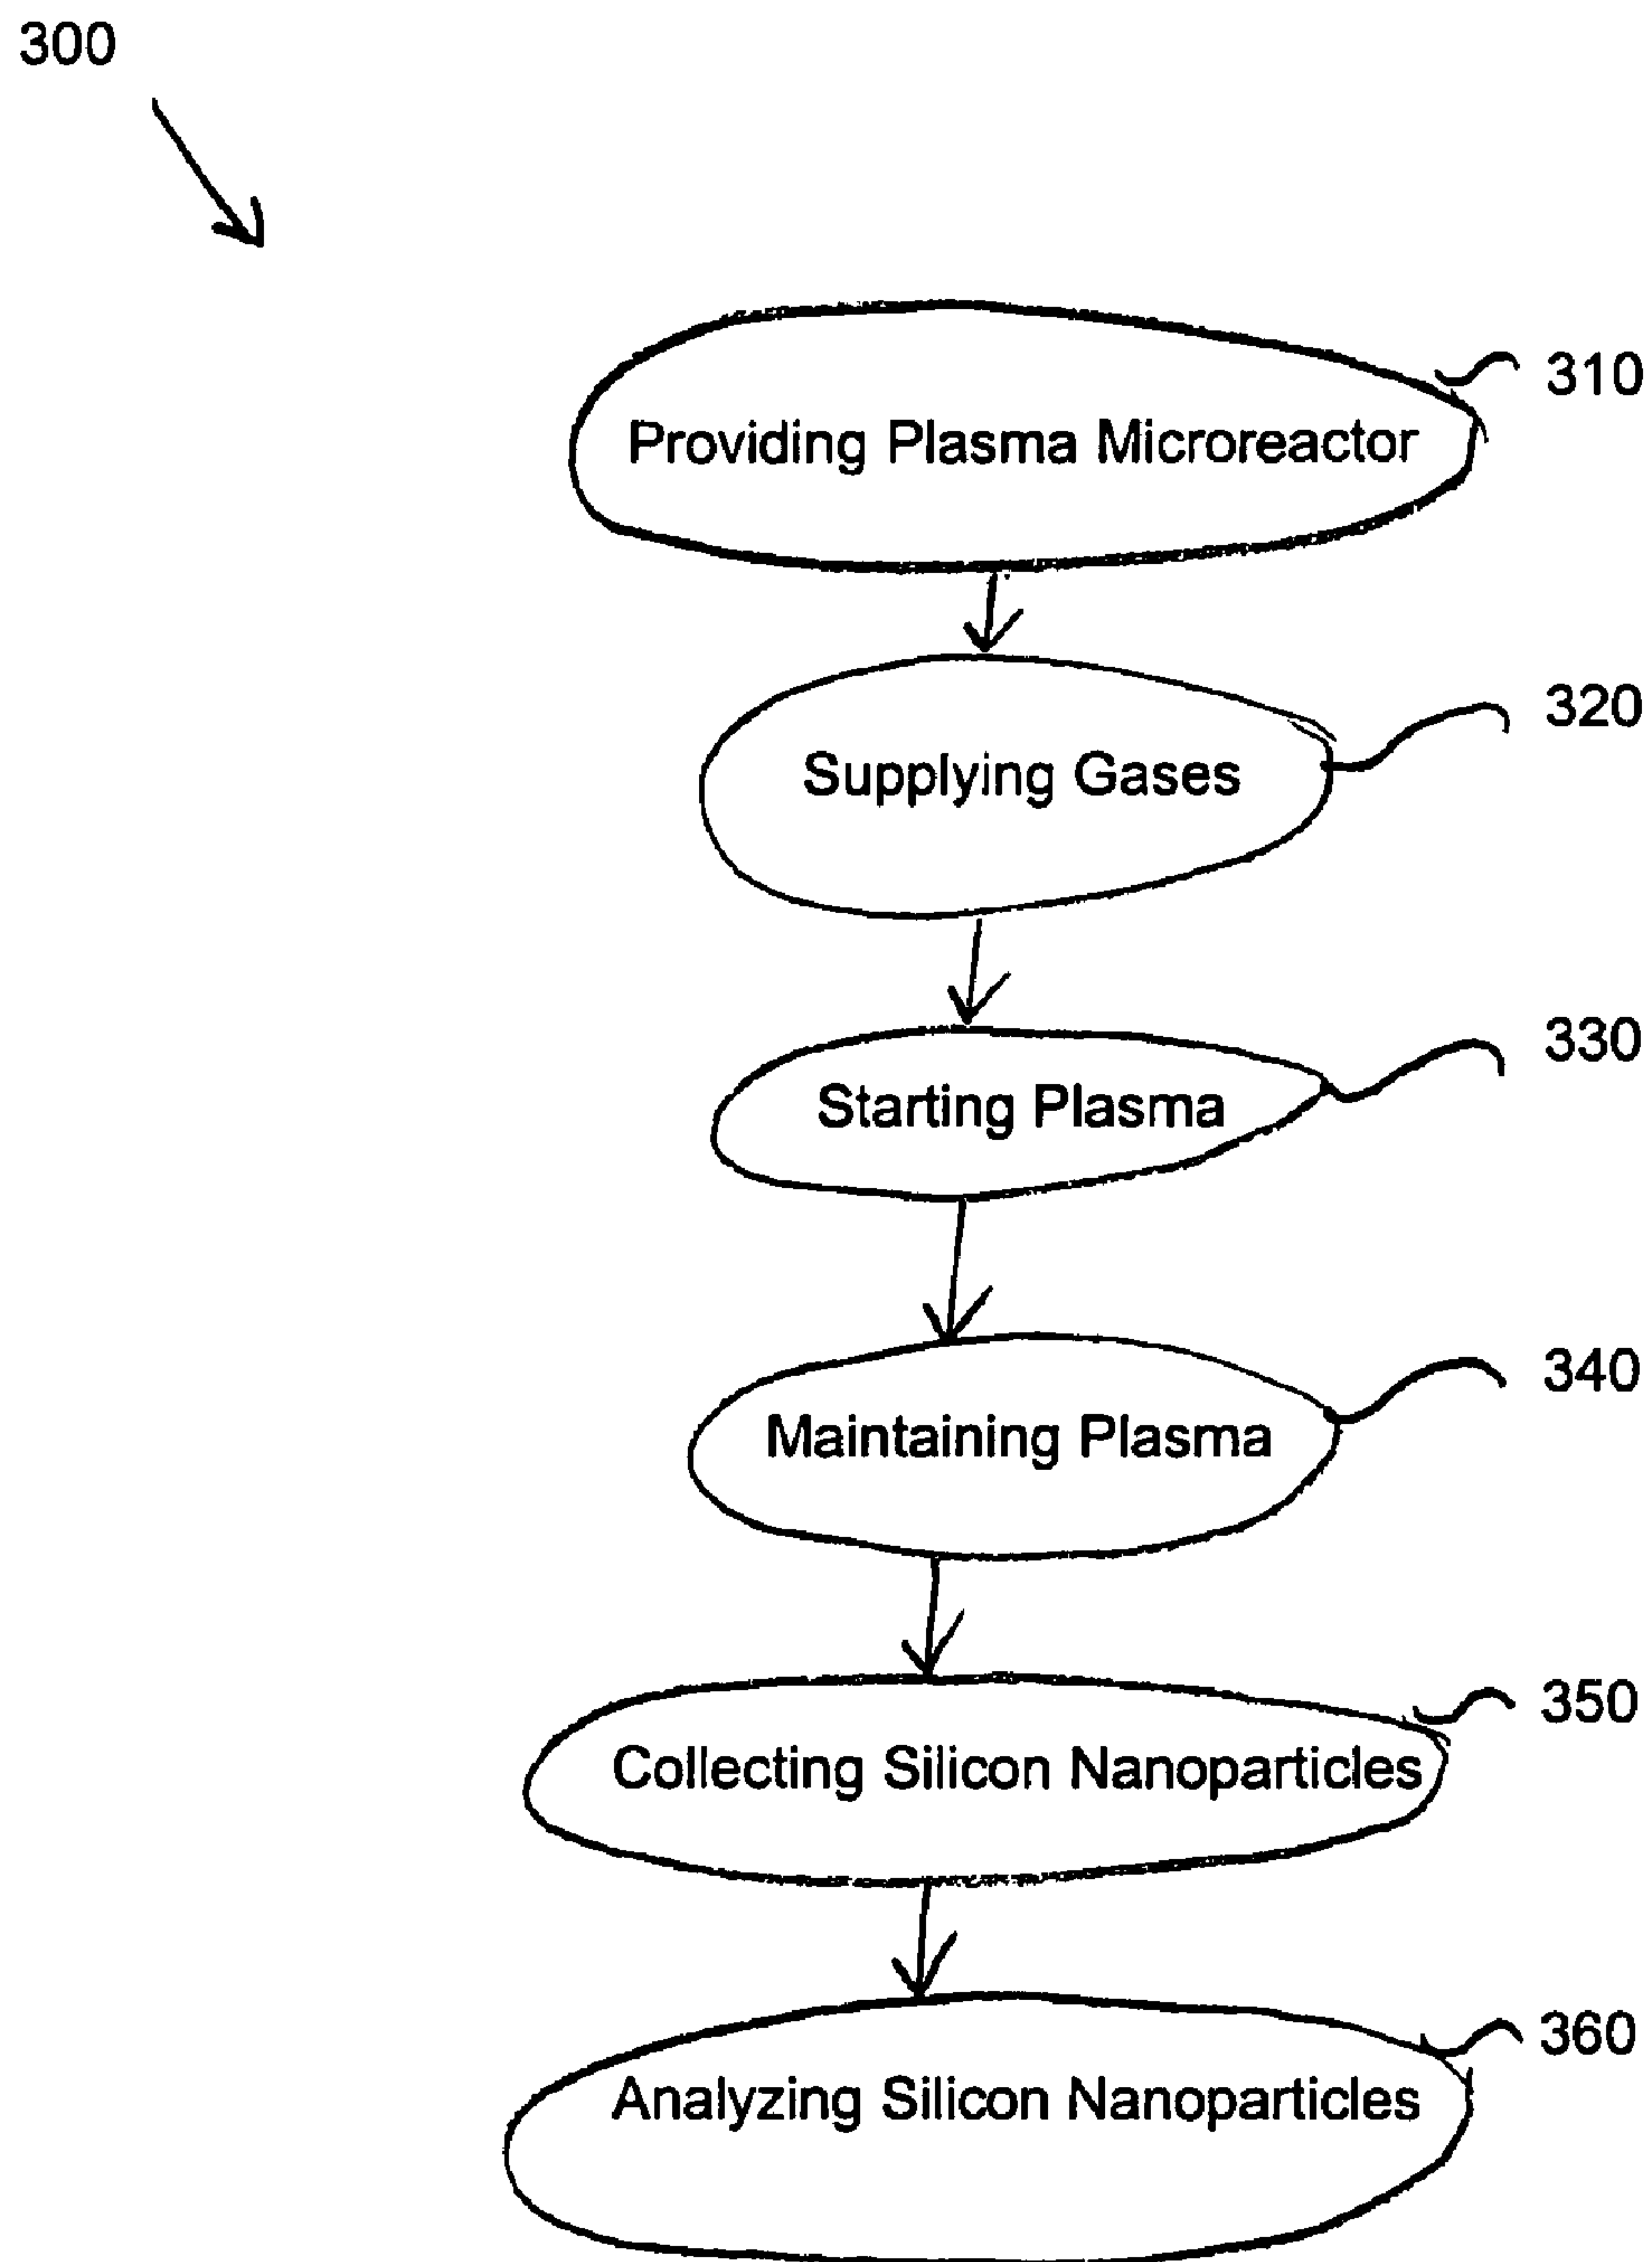 300
310
Providing Plasma Microreactor
320
Supplying Gases
330
Starting Plasma
340
Maintaining Plasma
350
Collecting Silicon Nanoparticles
360
Analyzing Silicon Nanoparticles